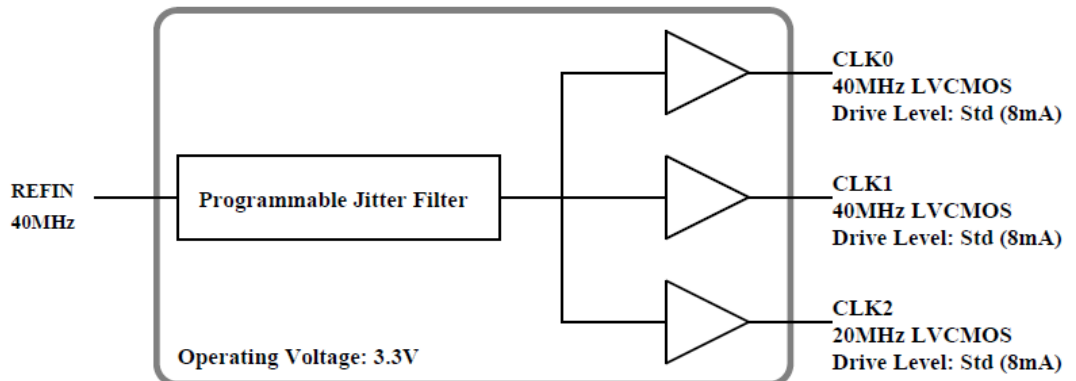 REFIN
40MHz
Programmable Jitter Filter
Operating Voltage: 3.3V
CLK0
40MHz LVCMOS
Drive Level: Std (8mA)
CLK1
40MHz LVCMOS
Drive Level: Std (8mA)
CLK2
20MHz LVCMOS
Drive Level: Std (8mA)